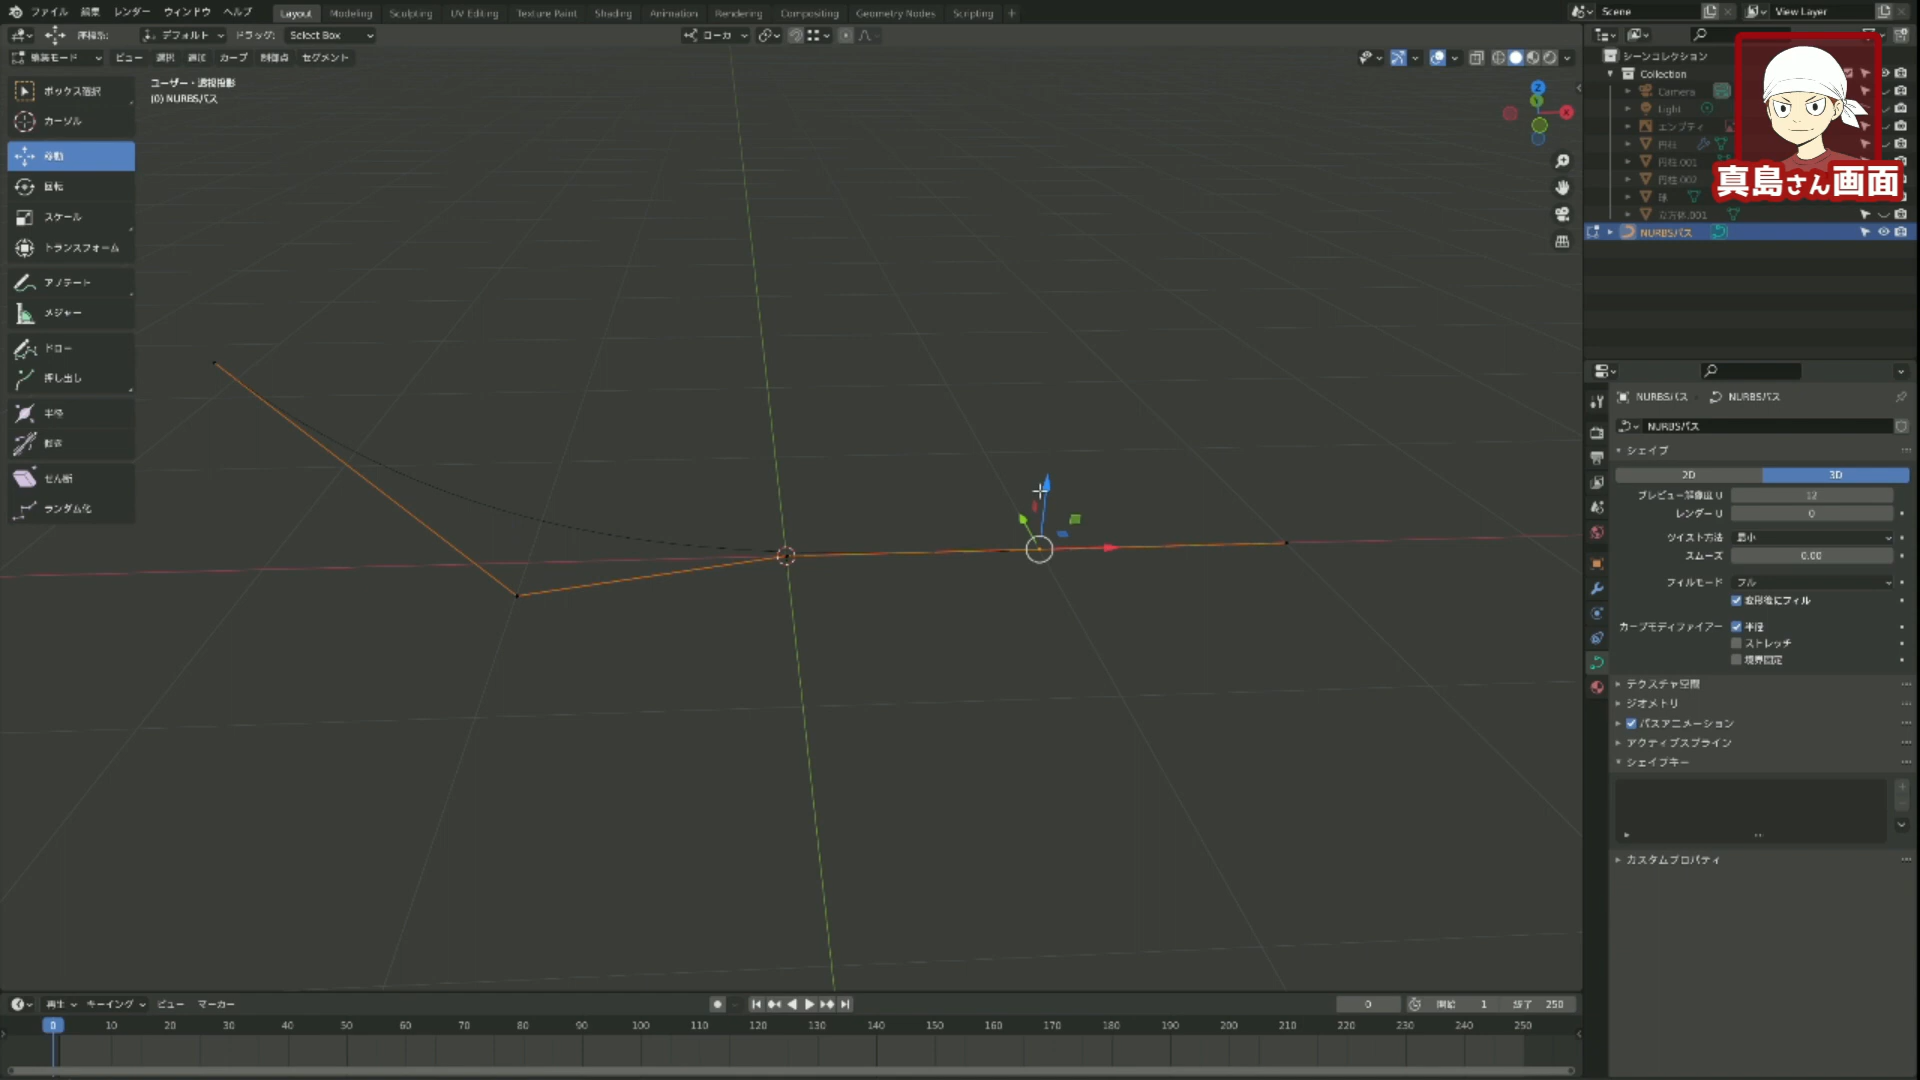 ファイル 編集 レンダー ウィンドウ ヘルプ Layout Modeling Sculpting UV Editing Texture Paint Shading Animation Rendering Compositing Geometry Nodes Scripting + Scene View Layer
座標系: デフォルト ドラッグ: Select Box ローカ
編集モード ビュー 選択 追加 カーブ 制御点 セグメント
ユーザー・透視投影
(0) NURBSパス
ボックス選択
カーソル
移動
回転
スケール
トランスフォーム
アノテート
メジャー
ドロー
押し出し
半径
傾き
せん断
ランダム化
Z
Y
X
シーンコレクション
Collection
Camera
Light
エンプティ
円柱
円柱.001
円柱.002
球
立方体.001
NURBSパス
真島さん画面
NURBSパス NURBSパス
NURBSパス
シェイプ
2D 3D
プレビュー解像度 U 12
レンダー U 0
ツイスト方法 最小
スムーズ 0.00
フィルモード フル
変形後にフィル
カーブモディファイアー 半径
ストレッチ
境界固定
テクスチャ空間
ジオメトリ
パスアニメーション
アクティブスプライン
シェイプキー
カスタムプロパティ
再生 キーイング ビュー マーカー 0 開始 1 終了 250
0 10 20 30 40 50 60 70 80 90 100 110 120 130 140 150 160 170 180 190 200 210 220 230 240 250